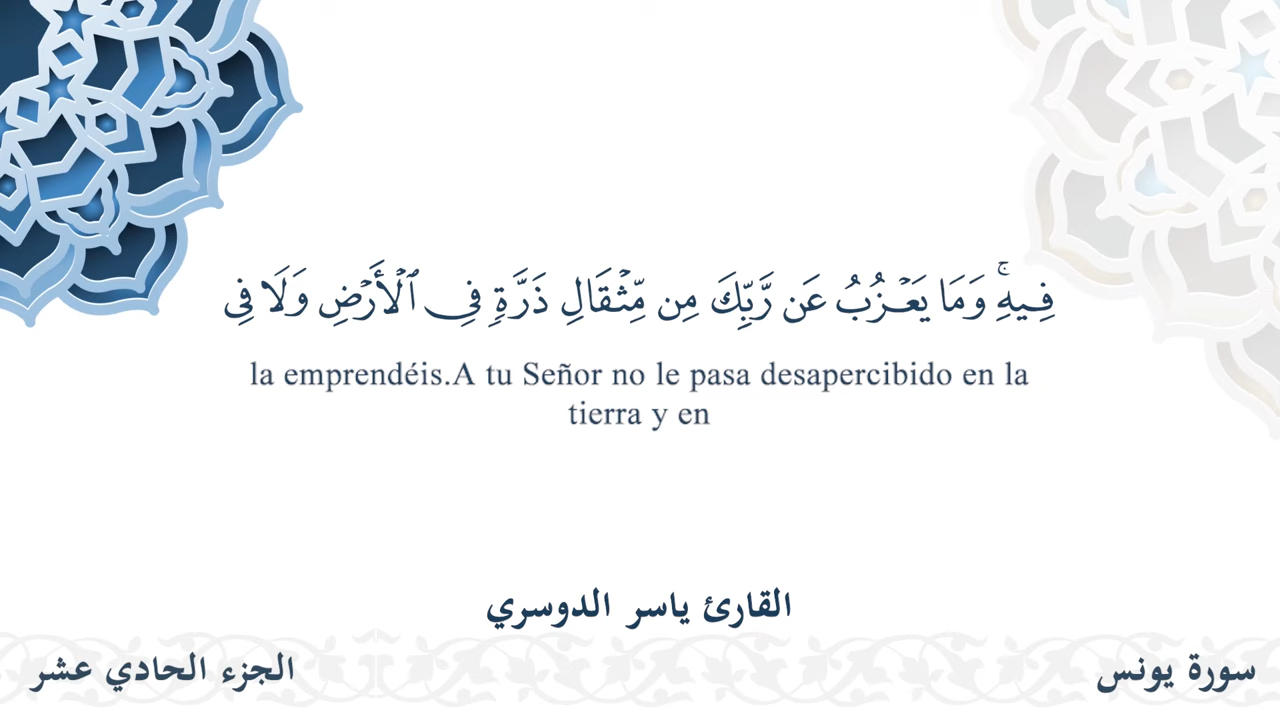 فِيهِۚ وَمَا يَعۡزُبُ عَن رَّبِّكَ مِن مِّثۡقَالِ ذَرَّةٖ فِي ٱلۡأَرۡضِ وَلَا فِي
la emprendéis.A tu Señor no le pasa desapercibido en la
tierra y en
القارئ ياسر الدوسري
سورة يونس
الجزء الحادي عشر